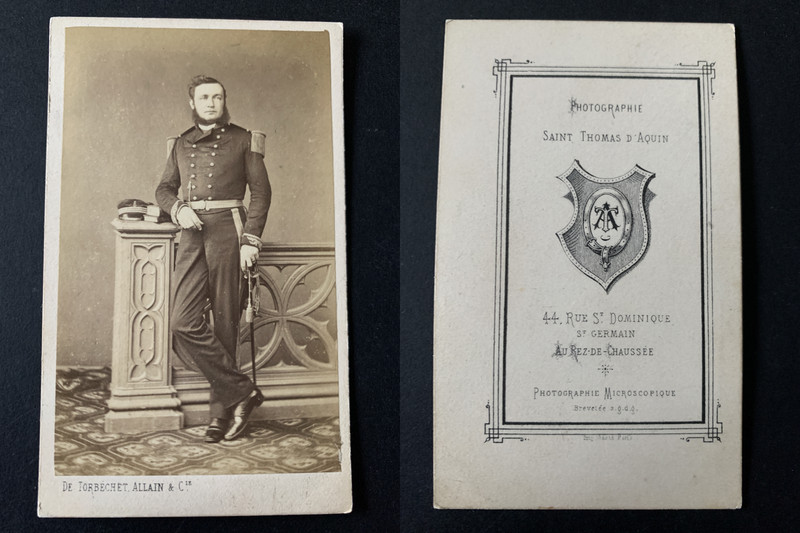 DE TORBÉCHET, ALLAIN & Cie
PHOTOGRAPHIE
SAINT THOMAS D'AQUIN
44, RUE St DOMINIQUE
St GERMAIN
AU REZ-DE-CHAUSSÉE
PHOTOGRAPHIE MICROSCOPIQUE
Brevetée s.g.d.g.